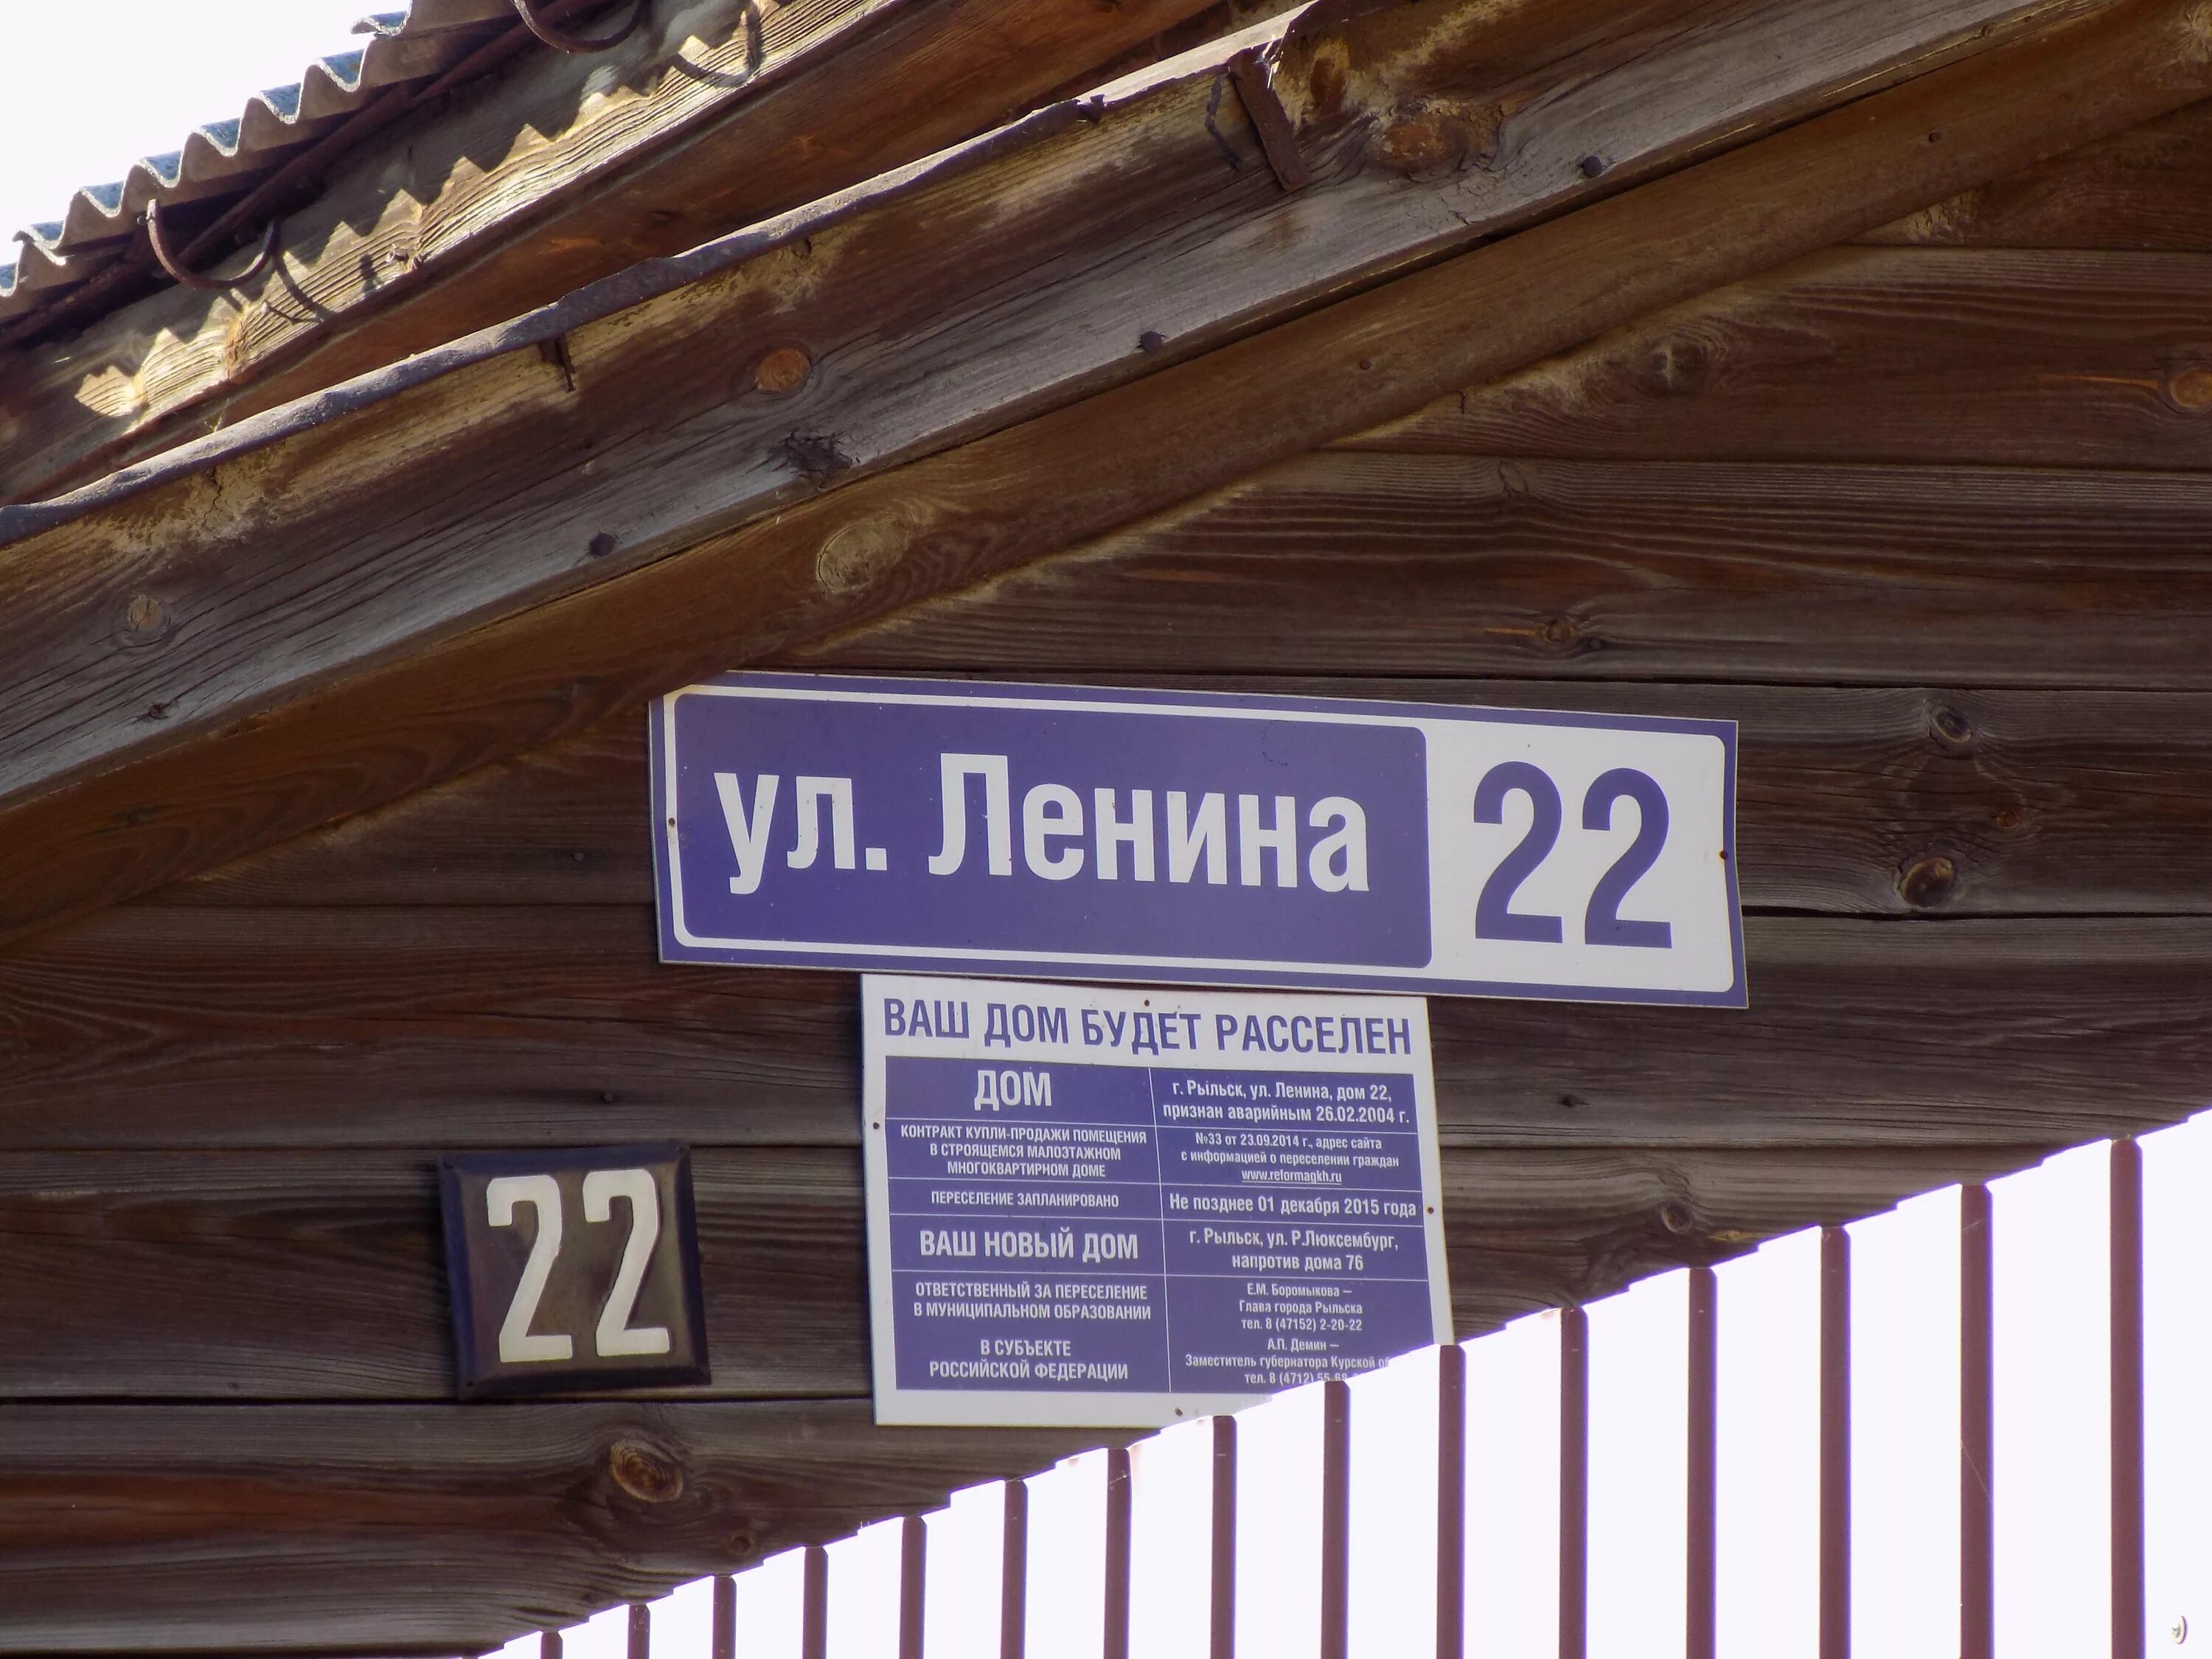 ул. Ленина 22
ВАШ ДОМ БУДЕТ РАССЕЛЕН
ДОМ
г. Рыльск, ул. Ленина, дом 22,
признан аварийным 26.02.2004 г.
КОНТРАКТ КУПЛИ-ПРОДАЖИ ПОМЕЩЕНИЯ
В СТРОЯЩЕМСЯ МАЛОЭТАЖНОМ
МНОГОКВАРТИРНОМ ДОМЕ
№33 от 23.09.2014 г., адрес сайта
с информацией о переселении граждан
www.reformagkh.ru
ПЕРЕСЕЛЕНИЕ ЗАПЛАНИРОВАНО
Не позднее 01 декабря 2015 года
ВАШ НОВЫЙ ДОМ
г. Рыльск, ул. Р.Люксембург,
напротив дома 76
ОТВЕТСТВЕННЫЙ ЗА ПЕРЕСЕЛЕНИЕ
В МУНИЦИПАЛЬНОМ ОБРАЗОВАНИИ
Е.М. Боромыкова –
Глава города Рыльска
тел. 8 (47152) 2-20-22
В СУБЪЕКТЕ
РОССИЙСКОЙ ФЕДЕРАЦИИ
А.П. Демин –
Заместитель губернатора Курской
тел. 8 (4712)
22